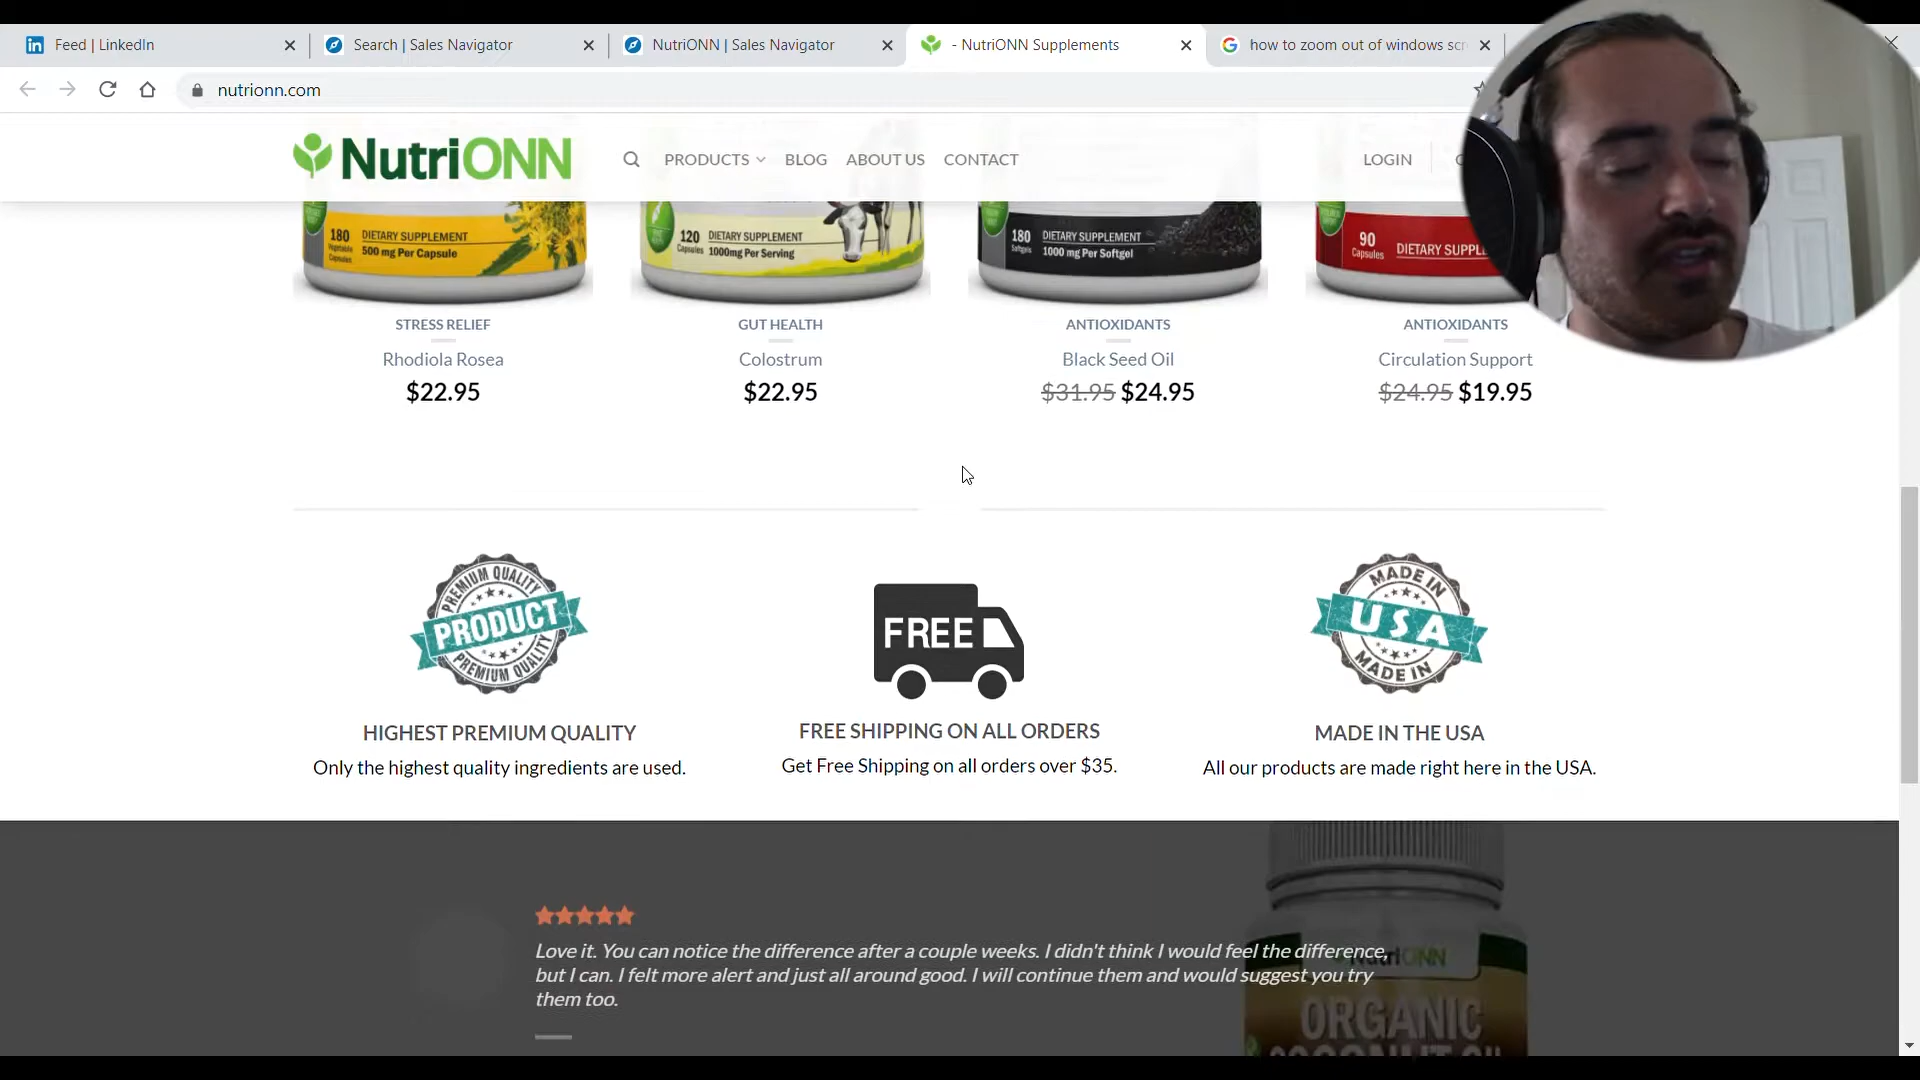 Feed | LinkedIn
Search | Sales Navigator
NutriONN | Sales Navigator
- NutriONN Supplements
how to zoom out of windows scr
nutrionn.com
NutriONN
PRODUCTS
BLOG
ABOUT US
CONTACT
LOGIN
180
Vegetable
Capsules
DIETARY SUPPLEMENT
500 mg Per Capsule
120
Capsules
DIETARY SUPPLEMENT
1000mg Per Serving
180
Softgels
DIETARY SUPPLEMENT
1000 mg Per Softgel
90
Capsules
DIETARY SUPPL
STRESS RELIEF
Rhodiola Rosea
$22.95
GUT HEALTH
Colostrum
$22.95
ANTIOXIDANTS
Black Seed Oil
$31.95 $24.95
ANTIOXIDANTS
Circulation Support
$24.95 $19.95
PREMIUM QUALITY
PRODUCT
PREMIUM QUALITY
FREE
MADE IN
USA
MADE IN
HIGHEST PREMIUM QUALITY
Only the highest quality ingredients are used.
FREE SHIPPING ON ALL ORDERS
Get Free Shipping on all orders over $35.
MADE IN THE USA
All our products are made right here in the USA.
Love it. You can notice the difference after a couple weeks. I didn't think I would feel the difference,
but I can. I felt more alert and just all around good. I will continue them and would suggest you try
them too.
NutriONN
ORGANIC
COCONUT OIL